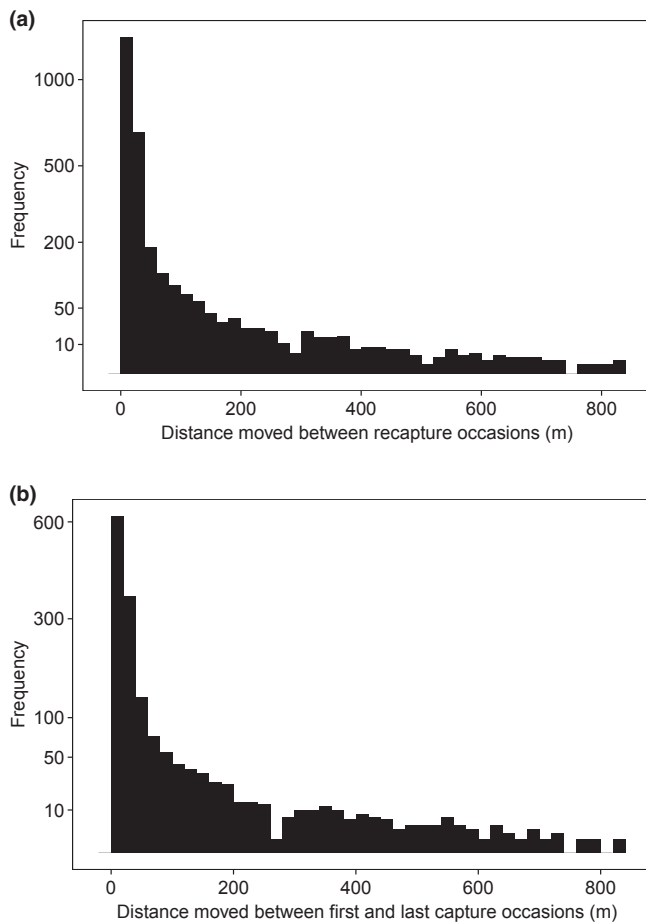 (a)
1000
500
200
50
10
Frequency
0 200 400 600 800
Distance moved between recapture occasions (m)
(b)
600
300
100
50
10
Frequency
0 200 400 600 800
Distance moved between first and last capture occasions (m)